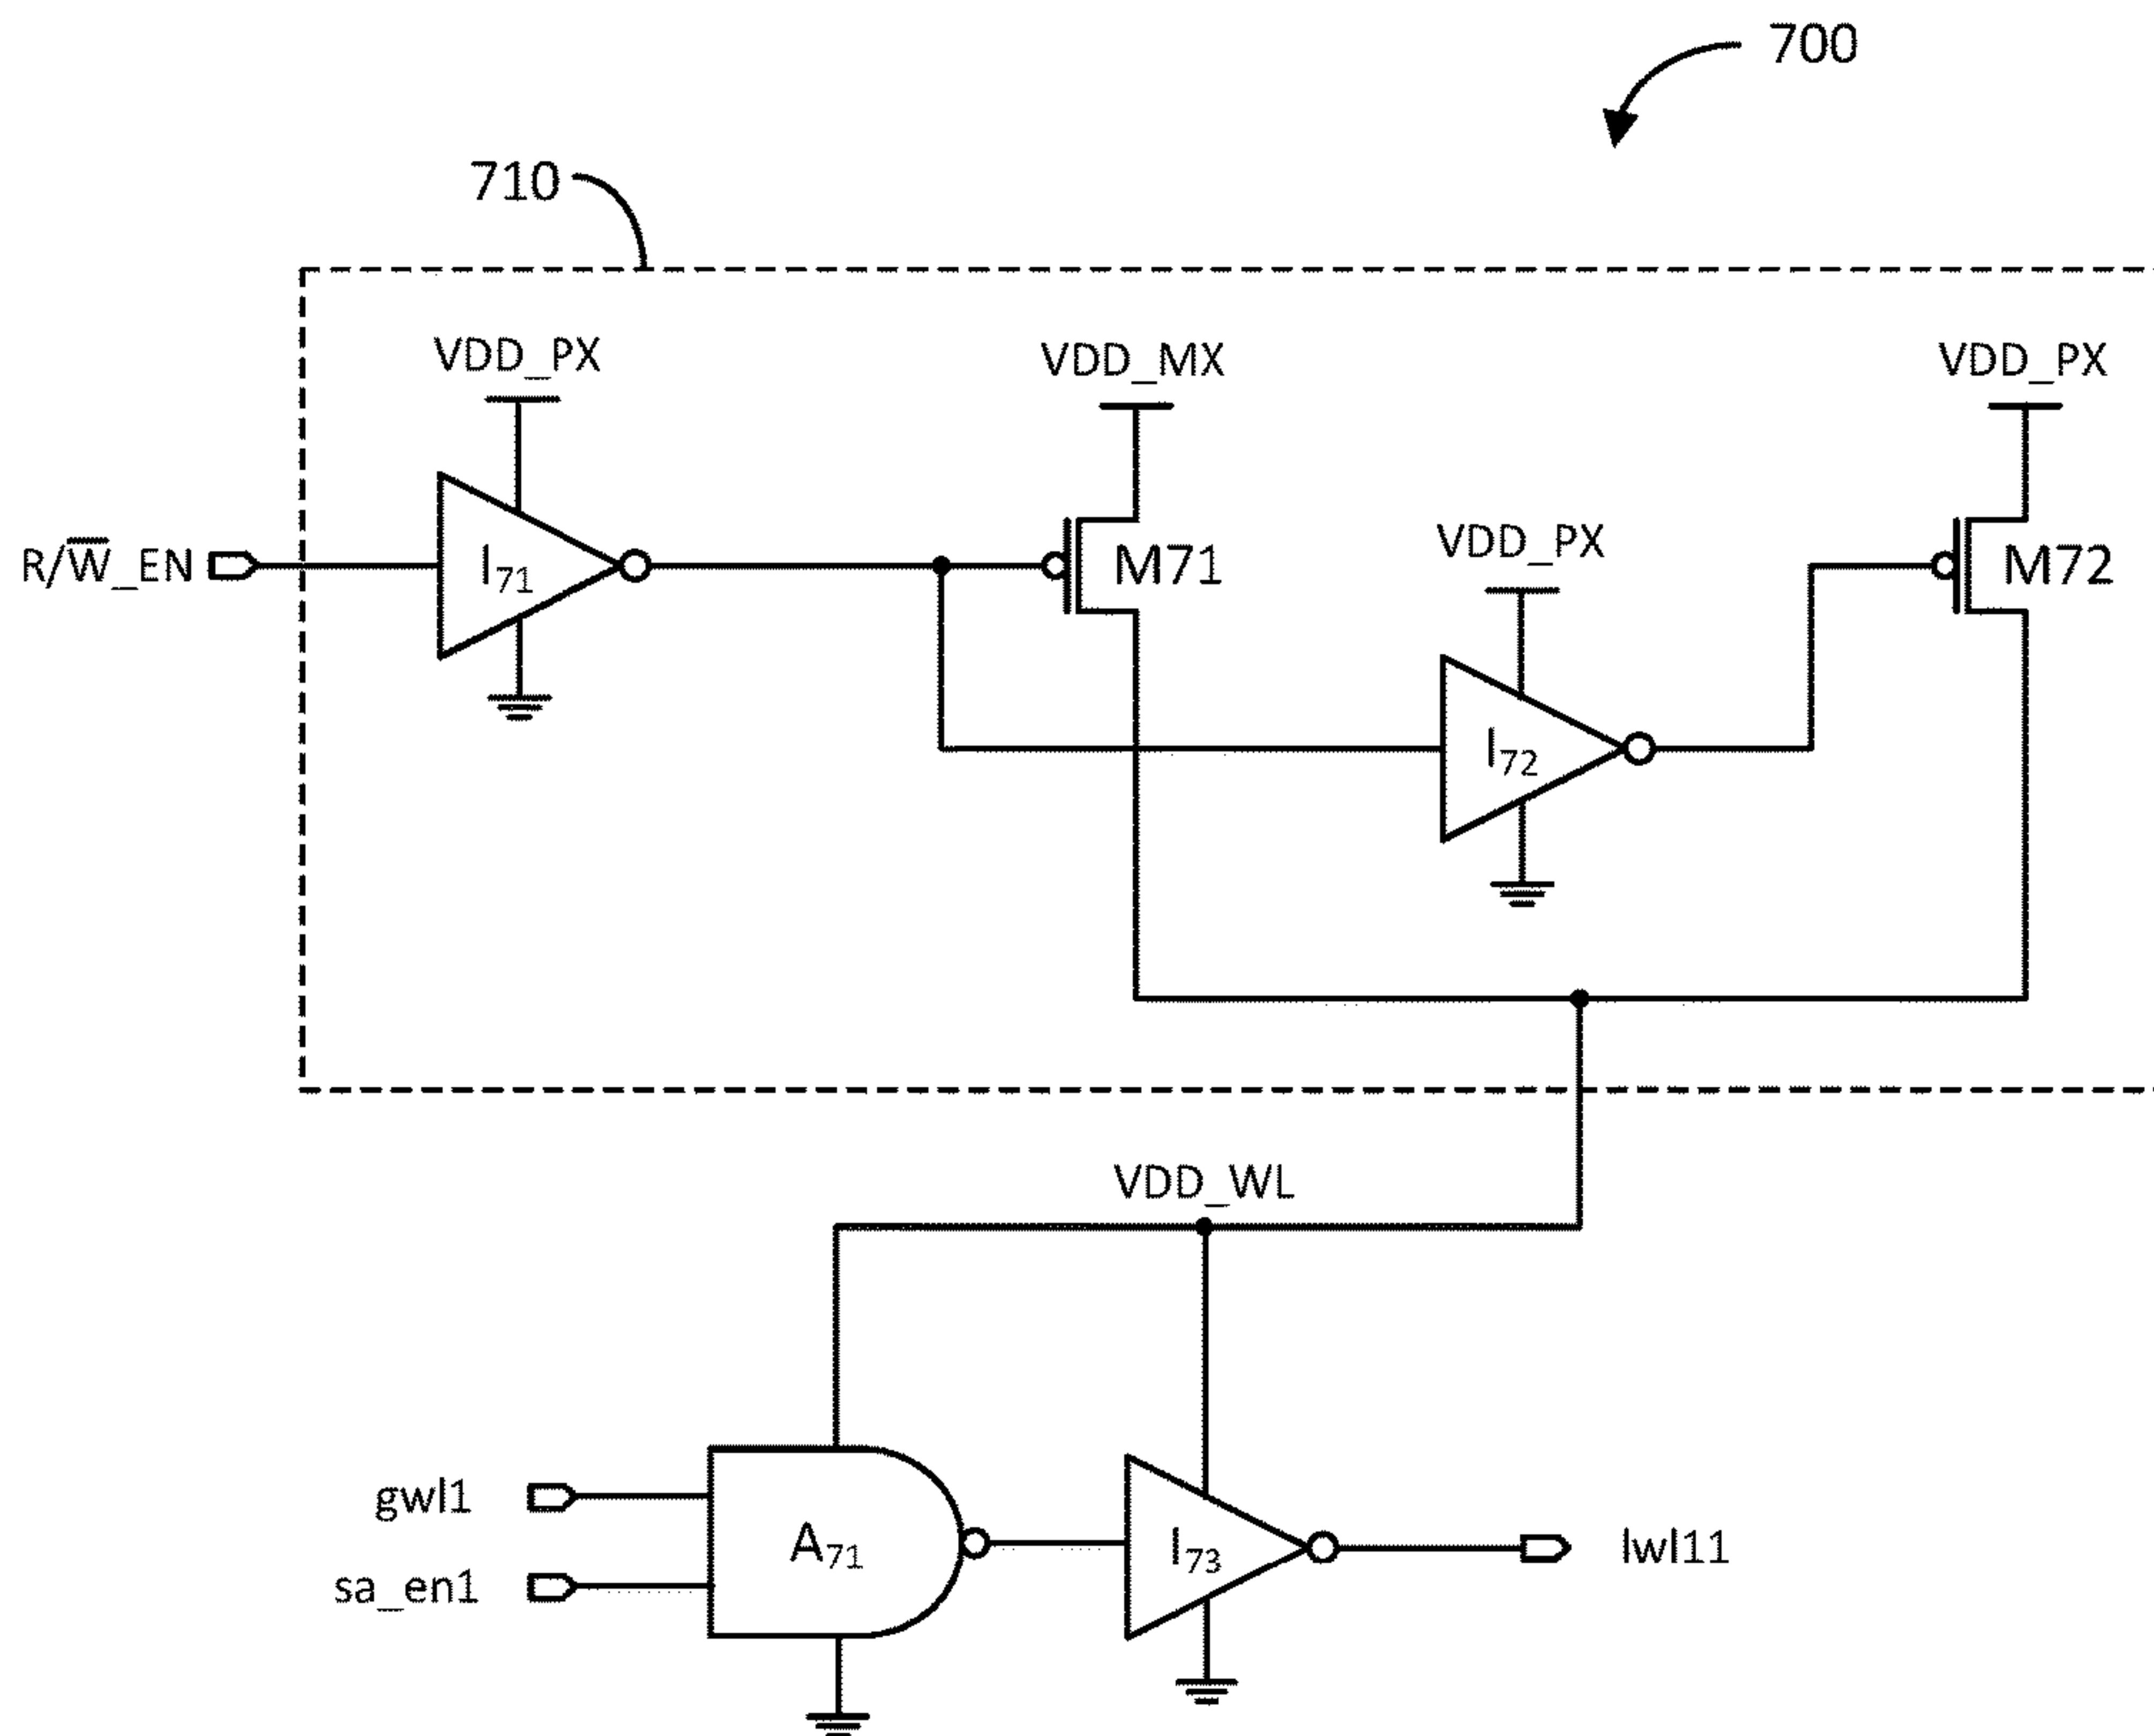 700
710
VDD_PX
VDD_MX
VDD_PX
R/W̅_EN
I₇₁
M71
VDD_PX
M72
I₇₂
VDD_WL
gwl1
A₇₁
I₇₃
lwl11
sa_en1